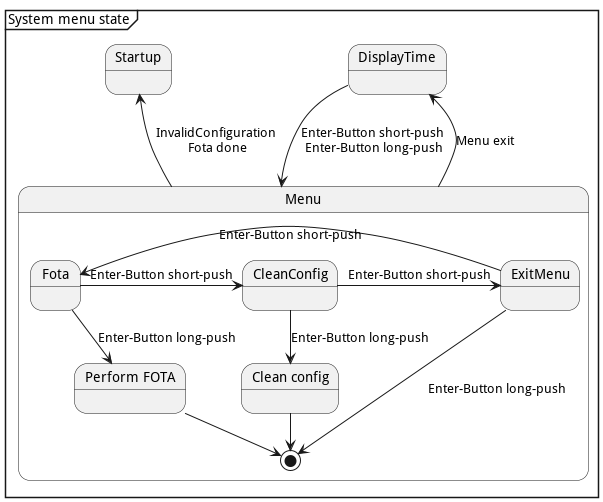 System menu state
Startup
DisplayTime
InvalidConfiguration
Fota done
Enter-Button short-push
Enter-Button long-push
Menu exit
Menu
Enter-Button short-push
Fota
Enter-Button short-push
CleanConfig
Enter-Button short-push
ExitMenu
Enter-Button long-push
Enter-Button long-push
Perform FOTA
Clean config
Enter-Button long-push